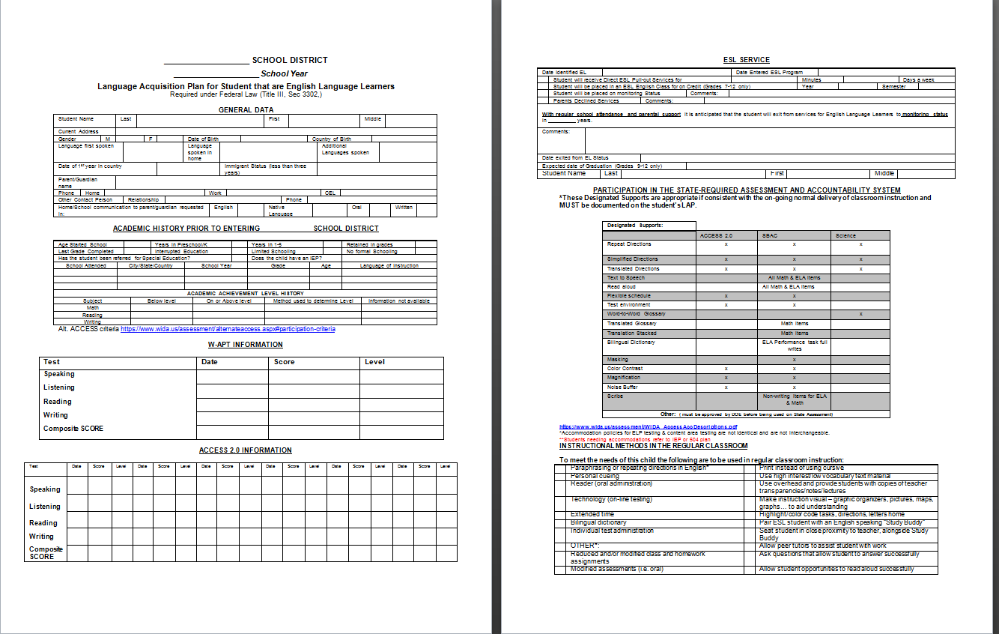 _________________ SCHOOL DISTRICT
_________________ School Year
Language Acquisition Plan for Student that are English Language Learners
Required under Federal Law (Title III, Sec 3302,)
GENERAL DATA
Student Name Last First Middle
Current Address
Gender M F Date of Birth Country of Birth
Language first spoken Language spoken in home Additional Languages spoken
Date of 1st year in country Immigrant Status (less than three years)
Parent/Guardian name
Phone Home Work CEL
Other Contact Person Relationship Phone
Home/School communication to parent/guardian requested in: English Native Language Oral Written
ACADEMIC HISTORY PRIOR TO ENTERING SCHOOL DISTRICT
Age Started School Years in Preschool/K Years in 1-5 Retained in grades
Last Grade Completed Interrupted Education Limited Schooling No formal Schooling
Has the student been referred for Special Education? Does the child have an IEP?
School Attended City/State/Country School Year Grade Age Language of Instruction
ACADEMIC ACHIEVEMENT LEVEL HISTORY
Subject Below level On or Above level Method used to determine Level Information not available
Math
Reading
Writing
Alt. ACCESS criteria https://www.wida.us/assessment/alternateaccess.aspx#participation-criteria
W-APT INFORMATION
Test Date Score Level
Speaking
Listening
Reading
Writing
Composite SCORE
ACCESS 2.0 INFORMATION
Test Date Score Level Date Score Level Date Score Level Date Score Level Date Score Level Date Score Level
Speaking
Listening
Reading
Writing
Composite
SCORE
ESL SERVICE
Date Identified EL Date Entered ESL Program
Student will receive Direct ESL Pull-out Services for Minutes Days a week
Student will be placed in an ESL English Class for on Credit (Grades 7-12 only) Year Semester
Student will be placed on monitoring Status Comments:
Parents Declined Services Comments:
With regular school attendance and parental support it is anticipated that the student will exit from services for English Language Learners to monitoring status
in _________ years.
Comments:
Date exited from EL Status
Expected date of Graduation (Grades 9-12 only)
Student Name Last First Middle
PARTICIPATION IN THE STATE-REQUIRED ASSESSMENT AND ACCOUNTABILITY SYSTEM
*These Designated Supports are appropriate if consistent with the on-going normal delivery of classroom instruction and
MUST be documented on the student's LAP.
Designated Supports:
ACCESS 2.0 SBAC Science
Repeat Directions x x x
Simplified Directions x x x
Translated Directions x x x
Text to Speech All Math & ELA Items
Read aloud All Math & ELA Items
Flexible schedule x x
Test environment x x
Word-to-Word Glossary x
Translated Glossary Math Items
Translation Stacked Math Items
Bilingual Dictionary ELA Performance task full writes
Masking x
Color Contrast x x
Magnification x x
Noise Buffer x x
Scribe Non-writing items for ELA & Math
Other: ( must be approved by DOE before being used on State Assessment)
https://www.wida.us/assessment/WIDA_AccessAccDescriptions.pdf
*Accommodation policies for ELP testing & content area testing are not identical and are not interchangeable.
**Students needing accommodations refer to IEP or 504 plan
INSTRUCTIONAL METHODS IN THE REGULAR CLASSROOM
To meet the needs of this child the following are to be used in regular classroom instruction:
Paraphrasing or repeating directions in English* Print instead of using cursive
Personal cueing Use high interest/low vocabulary text material
Reader (oral administration) Use overhead and provide students with copies of teacher transparencies/notes/lectures
Technology (on-line testing) Make instruction visual – graphic organizers, pictures, maps, graphs… to aid understanding
Extended time Highlight/color code tasks, directions, letters home
Bilingual dictionary Pair ESL student with an English speaking "Study Buddy"
Individual test administration Seat student in close proximity to teacher, alongside Study Buddy
OTHER*: Allow peer tutors to assist student with work
Reduced and/or modified class and homework assignments Ask questions that allow student to answer successfully
Modified assessments (i.e. oral) Allow student opportunities to read aloud successfully